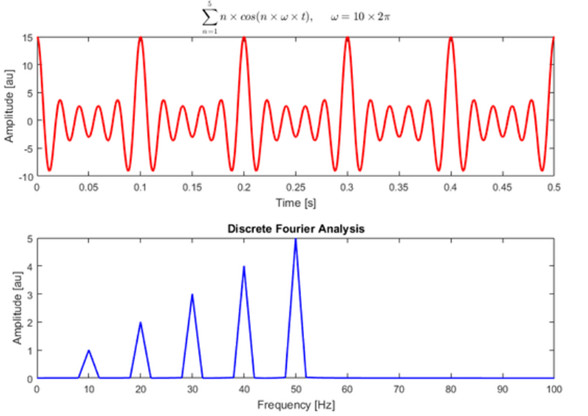 5
∑ n × cos(n × ω × t),   ω = 10 × 2π
n=1
15
10
5
0
-5
-10
Amplitude [au]
0 0.05 0.1 0.15 0.2 0.25 0.3 0.35 0.4 0.45 0.5
Time [s]
Discrete Fourier Analysis
5
4
3
2
1
0
Amplitude [au]
0 10 20 30 40 50 60 70 80 90 100
Frequency [Hz]